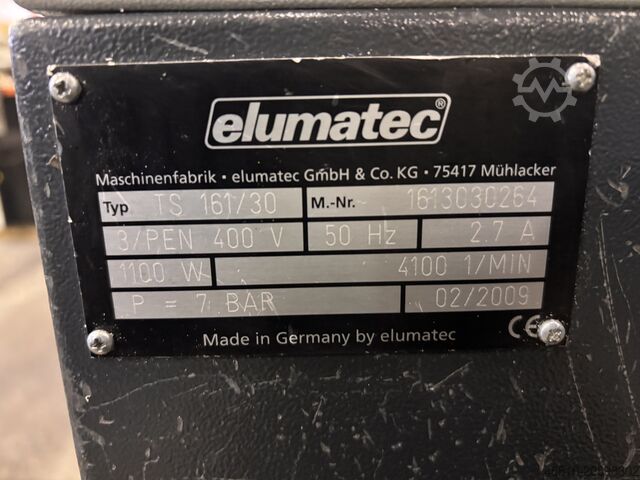 elumatec®
Maschinenfabrik · elumatec GmbH & Co. KG · 75417 Mühlacker
Typ TS 161/30 M.-Nr. 1613030264
3/PEN 400 V 50 Hz 2.7 A
1100 W 4100 1/MIN
P = 7 BAR 02/2009
Made in Germany by elumatec CE